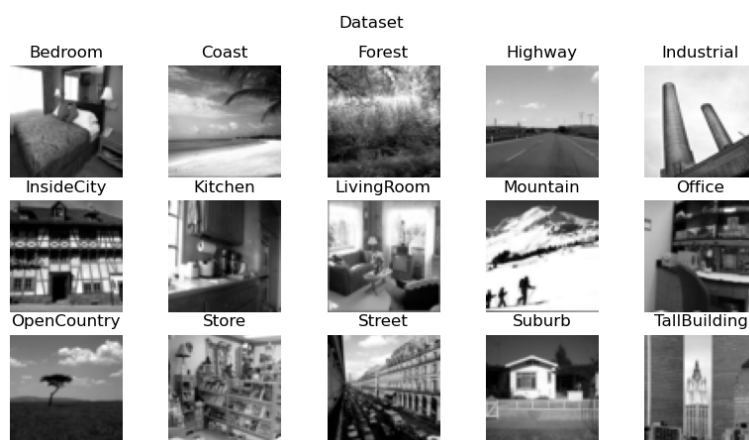 Dataset
Bedroom Coast Forest Highway Industrial
InsideCity Kitchen LivingRoom Mountain Office
OpenCountry Store Street Suburb TallBuilding